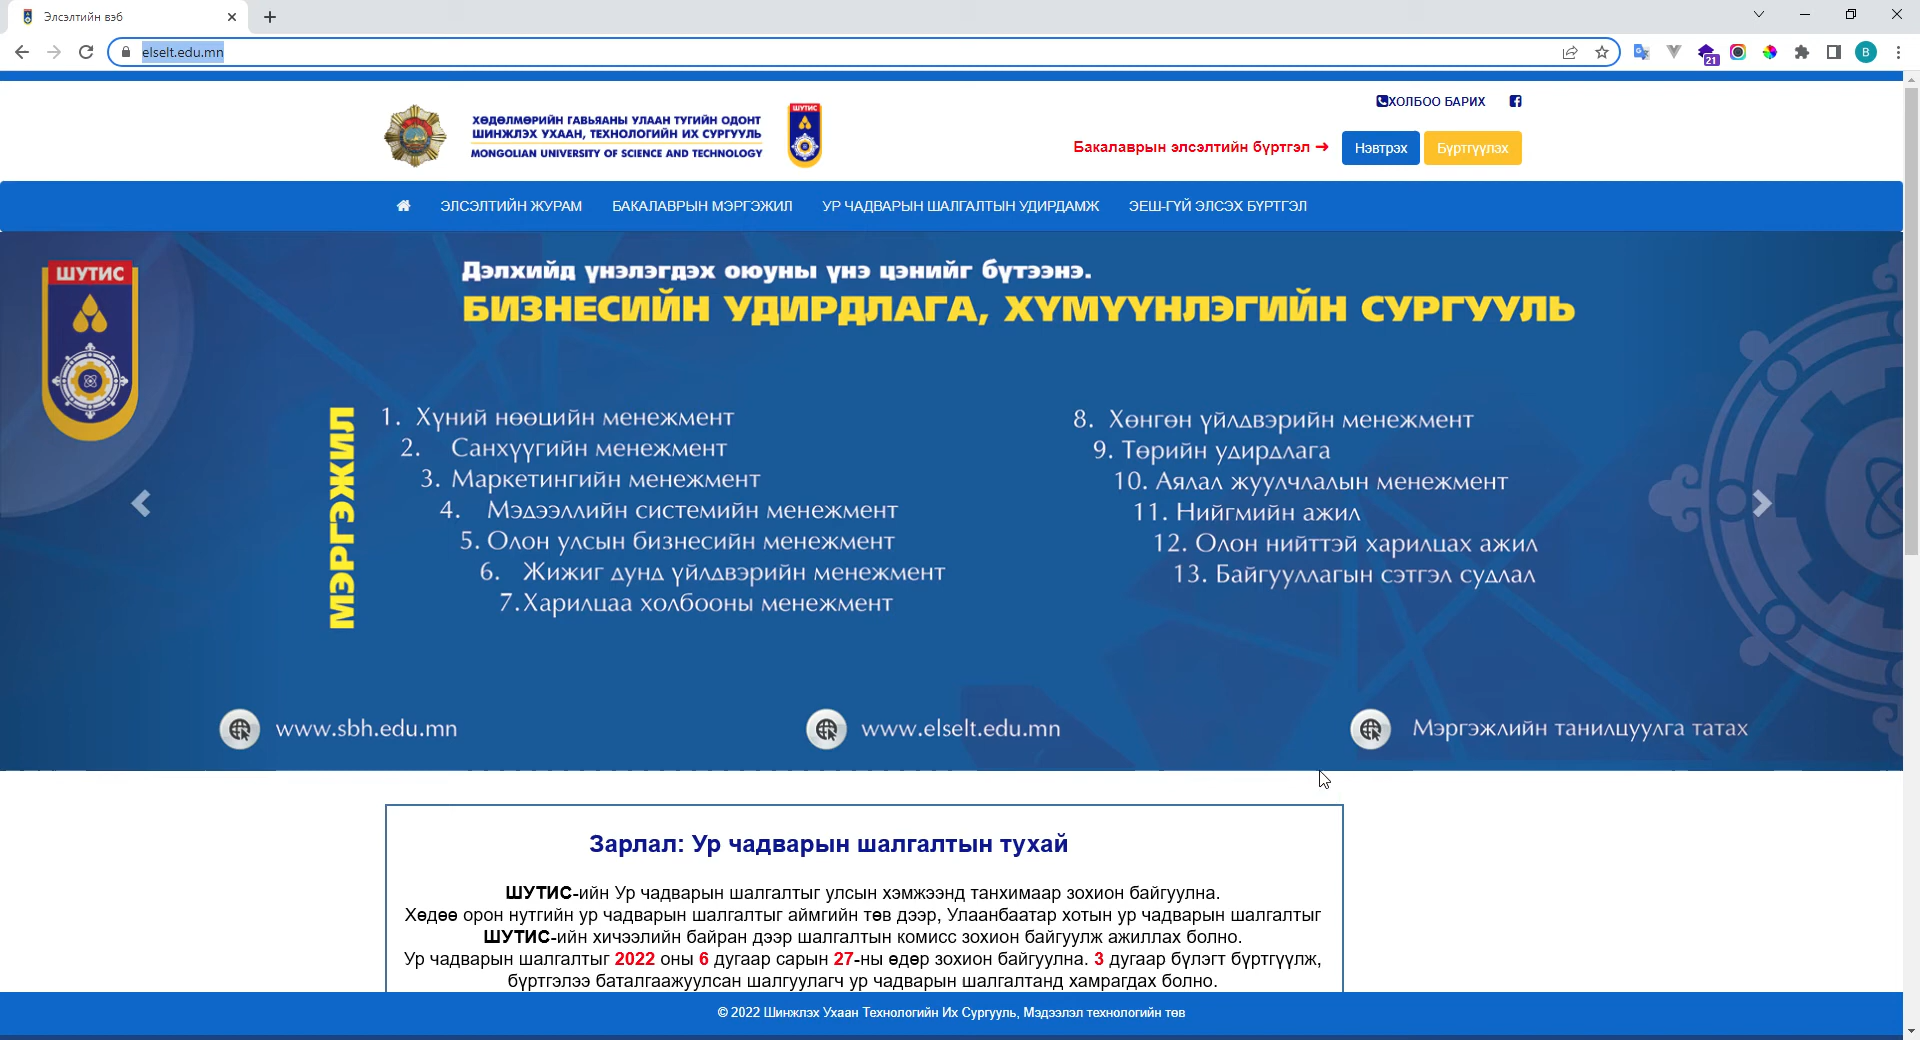 Элсэлтийн вэб
elselt.edu.mn
21
B
ХОЛБОО БАРИХ
ХӨДӨЛМӨРИЙН ГАВЬЯАНЫ УЛААН ТУГИЙН ОДОНТ
ШИНЖЛЭХ УХААН, ТЕХНОЛОГИЙН ИХ СУРГУУЛЬ
MONGOLIAN UNIVERSITY OF SCIENCE AND TECHNOLOGY
ШУТИС
Бакалаврын элсэлтийн бүртгэл ➜
Нэвтрэх
Бүртгүүлэх
ЭЛСЭЛТИЙН ЖУРАМ
БАКАЛАВРЫН МЭРГЭЖИЛ
УР ЧАДВАРЫН ШАЛГАЛТЫН УДИРДАМЖ
ЭЕШ-ГҮЙ ЭЛСЭХ БҮРТГЭЛ
ШУТИС
Дэлхийд үнэлэгдэх оюуны үнэ цэнийг бүтээнэ.
БИЗНЕСИЙН УДИРДЛАГА, ХҮМҮҮНЛЭГИЙН СУРГУУЛЬ
МЭРГЭЖИЛ
1. Хүний нөөцийн менежмент
2. Санхүүгийн менежмент
3. Маркетингийн менежмент
4. Мэдээллийн системийн менежмент
5. Олон улсын бизнесийн менежмент
6. Жижиг дунд үйлдвэрийн менежмент
7. Харилцаа холбооны менежмент
8. Хөнгөн үйлдвэрийн менежмент
9. Төрийн удирдлага
10. Аялал жуулчлалын менежмент
11. Нийгмийн ажил
12. Олон нийттэй харилцах ажил
13. Байгууллагын сэтгэл судлал
www.sbh.edu.mn
www.elselt.edu.mn
Мэргэжлийн танилцуулга татах
Зарлал: Ур чадварын шалгалтын тухай
ШУТИС-ийн Ур чадварын шалгалтыг улсын хэмжээнд танхимаар зохион байгуулна.
Хөдөө орон нутгийн ур чадварын шалгалтыг аймгийн төв дээр, Улаанбаатар хотын ур чадварын шалгалтыг
ШУТИС-ийн хичээлийн байран дээр шалгалтын комисс зохион байгуулж ажиллах болно.
Ур чадварын шалгалтыг 2022 оны 6 дугаар сарын 27-ны өдөр зохион байгуулна. 3 дугаар бүлэгт бүртгүүлж,
бүртгэлээ баталгаажуулсан шалгуулагч ур чадварын шалгалтанд хамрагдах болно.
© 2022 Шинжлэх Ухаан Технологийн Их Сургууль, Мэдээлэл технологийн төв